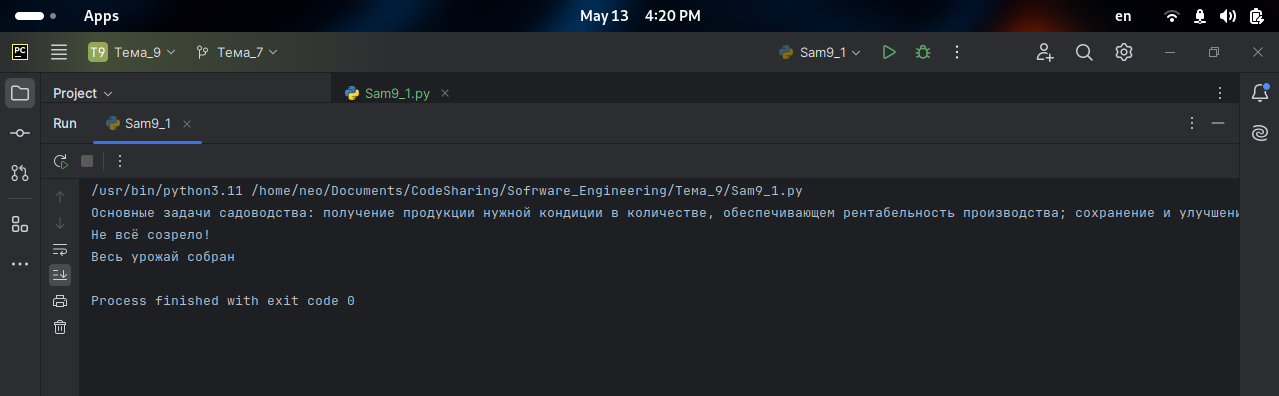 Apps
May 13 4:20 PM
en
PC
T9 Тема_9
Тема_7
Sam9_1
Project
Sam9_1.py
Run
Sam9_1
/usr/bin/python3.11 /home/neo/Documents/CodeSharing/Sofrware_Engineering/Тема_9/Sam9_1.py
Основные задачи садоводства: получение продукции нужной кондиции в количестве, обеспечивающем рентабельность производства; сохранение и улучшени
Не всё созрело!
Весь урожай собран
Process finished with exit code 0